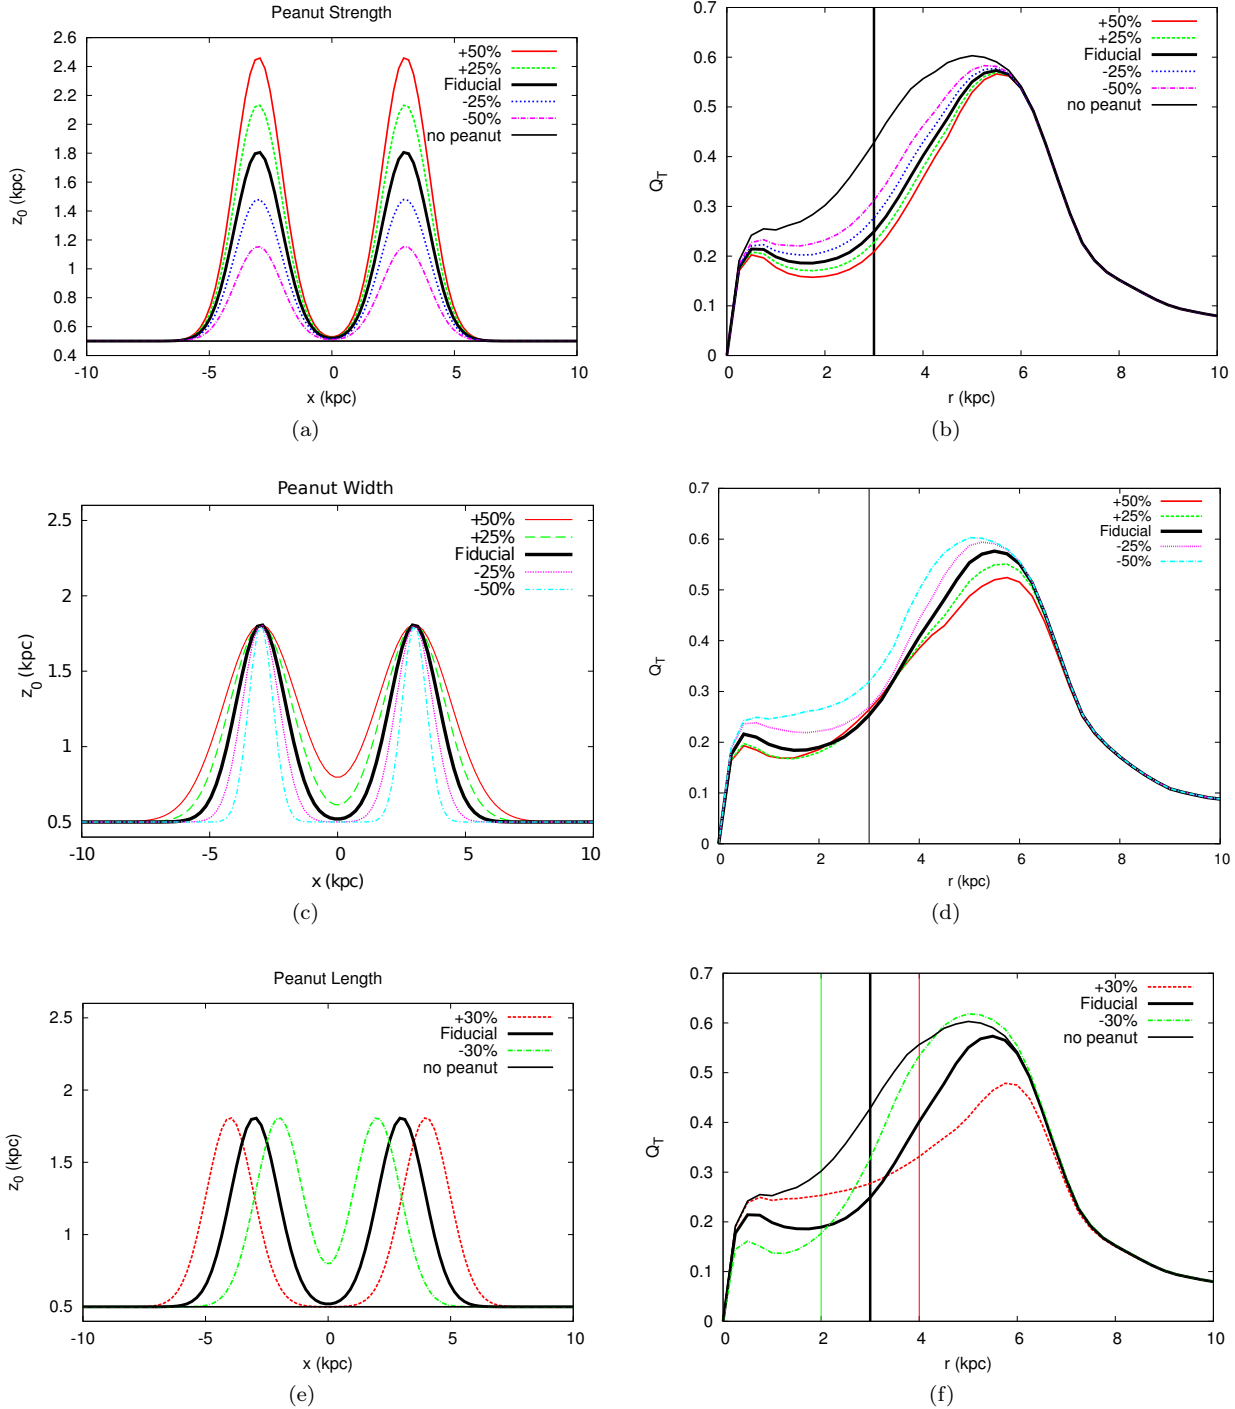 Peanut Strength
2.6
2.4
2.2
2
1.8
1.6
1.4
1.2
1
0.8
0.6
0.4
z0 (kpc)
-10 -5 0 5 10
x (kpc)
+50%
+25%
Fiducial
-25%
-50%
no peanut
(a)
0.7
0.6
0.5
0.4
0.3
0.2
0.1
0
QT
0 2 4 6 8 10
r (kpc)
+50%
+25%
Fiducial
-25%
-50%
no peanut
(b)
Peanut Width
2.5
2
1.5
1
0.5
z0 (kpc)
-10 -5 0 5 10
x (kpc)
+50%
+25%
Fiducial
-25%
-50%
(c)
0.7
0.6
0.5
0.4
0.3
0.2
0.1
0
QT
0 2 4 6 8 10
r (kpc)
+50%
+25%
Fiducial
-25%
-50%
(d)
Peanut Length
2.5
2
1.5
1
0.5
z0 (kpc)
-10 -5 0 5 10
x (kpc)
+30%
Fiducial
-30%
no peanut
(e)
0.7
0.6
0.5
0.4
0.3
0.2
0.1
0
QT
0 2 4 6 8 10
r (kpc)
+30%
Fiducial
-30%
no peanut
(f)